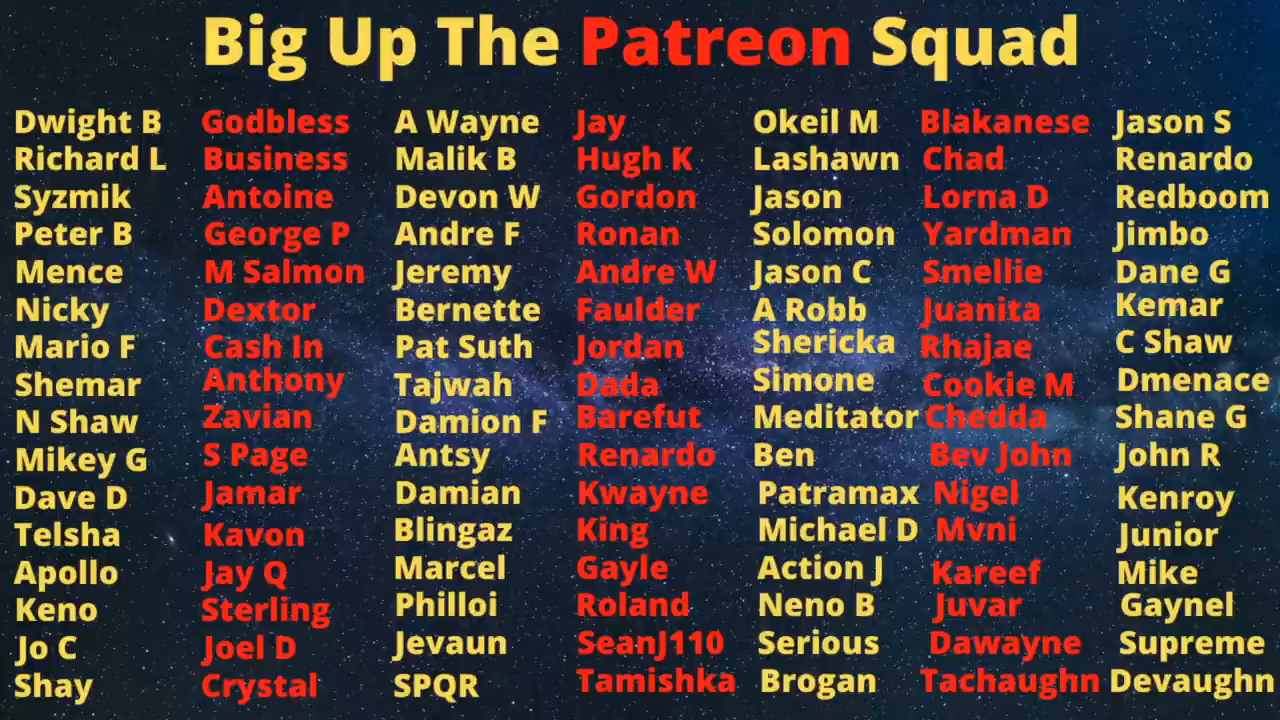 Big Up The Patreon Squad
Dwight B Godbless A Wayne Jay Okeil M Blakanese Jason S
Richard L Business Malik B Hugh K Lashawn Chad Renardo
Syzmik Antoine Devon W Gordon Jason Lorna D Redboom
Peter B George P Andre F Ronan Solomon Yardman Jimbo
Mence M Salmon Jeremy Andre W Jason C Smellie Dane G
Nicky Dextor Bernette Faulder A Robb Juanita Kemar
Mario F Cash In Pat Suth Jordan Shericka Rhajae C Shaw
Shemar Anthony Tajwah Dada Simone Cookie M Dmenace
N Shaw Zavian Damion F Barefut Meditator Chedda Shane G
Mikey G S Page Antsy Renardo Ben Bev John John R
Dave D Jamar Damian Kwayne Patramax Nigel Kenroy
Telsha Kavon Blingaz King Michael D Mvni Junior
Apollo Jay Q Marcel Gayle Action J Kareef Mike
Keno Sterling Philloi Roland Neno B Juvar Gaynel
Jo C Joel D Jevaun SeanJ110 Serious Dawayne Supreme
Shay Crystal SPQR Tamishka Brogan Tachaughn Devaughn